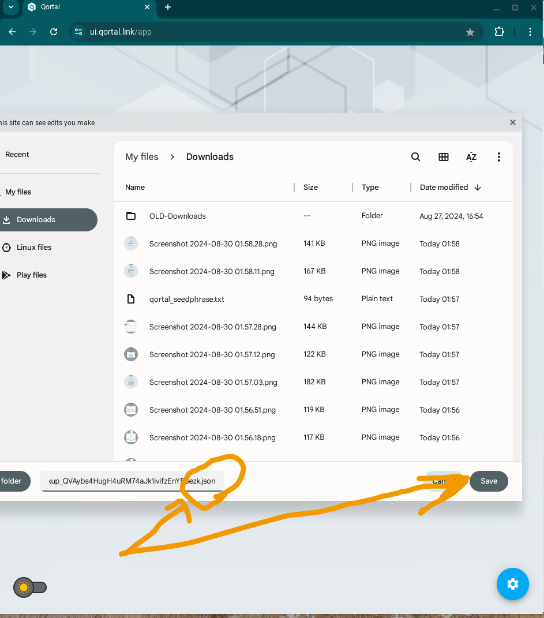 Qortal
ui.qortal.link/app
his site can see edits you make
Recent
My files
Downloads
Linux files
Play files
My files > Downloads
Name Size Type Date modified
OLD-Downloads -- Folder Aug 27, 2024, 16:54
Screenshot 2024-08-30 01.58.28.png 141 KB PNG image Today 01:58
Screenshot 2024-08-30 01.58.11.png 167 KB PNG image Today 01:58
qortal_seedphrase.txt 94 bytes Plain text Today 01:57
Screenshot 2024-08-30 01.57.28.png 144 KB PNG image Today 01:57
Screenshot 2024-08-30 01.57.12.png 122 KB PNG image Today 01:57
Screenshot 2024-08-30 01.57.03.png 182 KB PNG image Today 01:57
Screenshot 2024-08-30 01.56.51.png 119 KB PNG image Today 01:56
Screenshot 2024-08-30 01.56.18.png 117 KB PNG image Today 01:56
folder .json Save